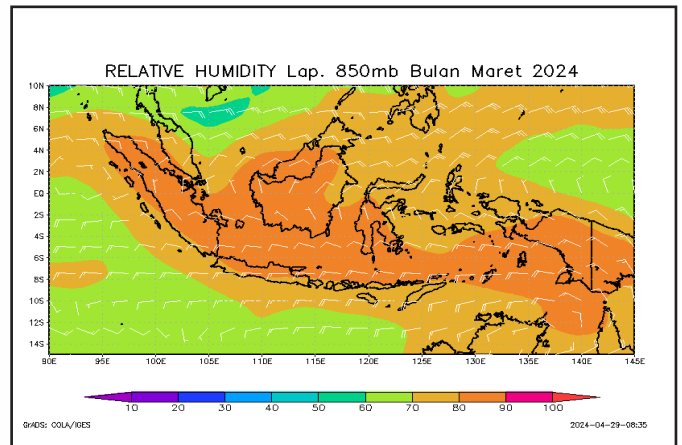 RELATIVE HUMIDITY Lap. 850mb Bulan Maret 2024
10N
8N
6N
4N
2N
EQ
2S
4S
6S
8S
10S
12S
14S
90E 95E 100E 105E 110E 115E 120E 125E 130E 135E 140E 145E
10 20 30 40 50 60 70 80 90 100
GrADS: COLA/IGES 2024-04-29-08:35